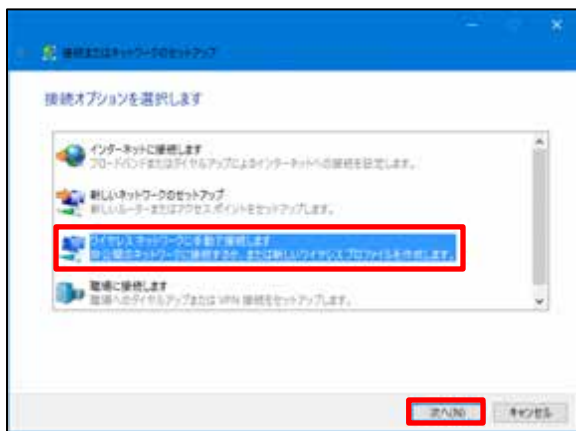 接続またはネットワークのセットアップ
接続オプションを選択します
インターネットに接続します
ブロードバンドまたはダイヤルアップによるインターネットへの接続を設定します。
新しいネットワークのセットアップ
新しいルーターまたはアクセス ポイントをセットアップします。
ワイヤレス ネットワークに手動で接続します
非公開のネットワークに接続するか、または新しいワイヤレス プロファイルを作成します。
職場に接続します
職場へのダイヤルアップまたは VPN 接続をセットアップします。
次へ(N)
キャンセル